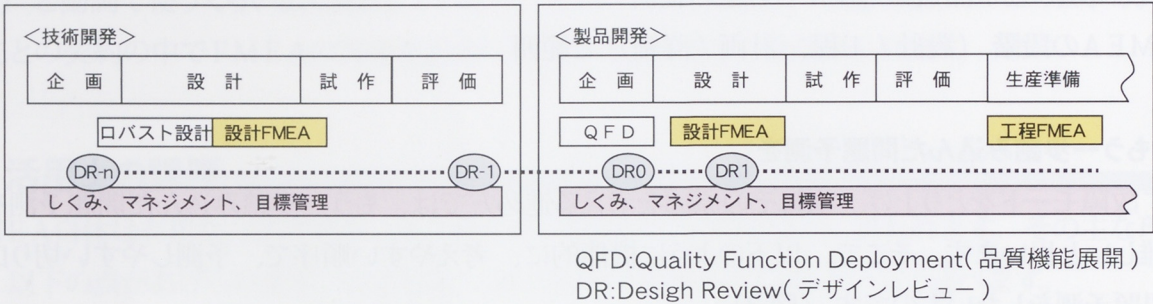 <技術開発>
企 画 設 計 試 作 評 価
ロバスト設計 設計FMEA
DR-n DR-1
しくみ、マネジメント、目標管理
<製品開発>
企 画 設 計 試 作 評 価 生産準備
QFD 設計FMEA 工程FMEA
DR0 DR1
しくみ、マネジメント、目標管理
QFD:Quality Function Deployment(品質機能展開)
DR:Desigh Review(デザインレビュー)